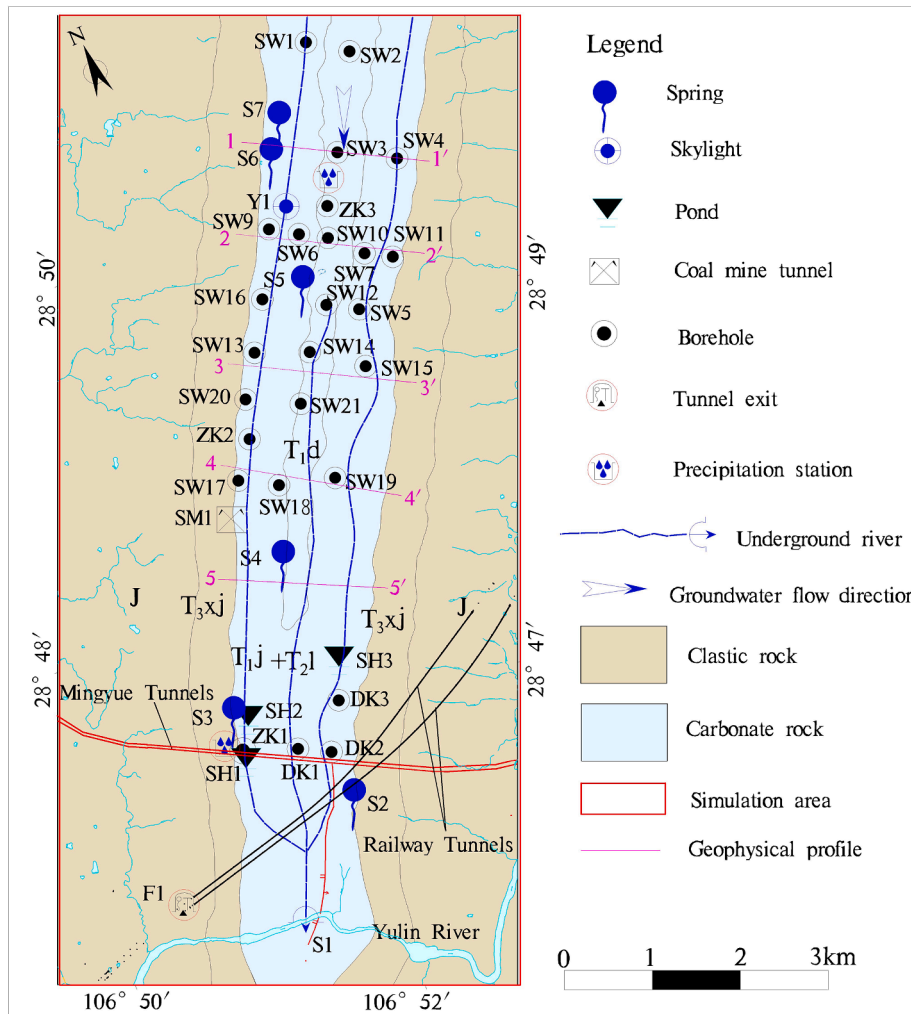 N
SW1
SW2
S7
1
S6
SW3
SW4
1′
Y1
ZK3
SW9
2
SW6
SW10
SW11
2′
SW7
S5
SW16
SW12
SW5
SW13
SW14
3
SW15
3′
SW20
SW21
ZK2
T₁d
4
SW17
SW18
SW19
4′
SM1
S4
5
5′
J
T₃xj
T₃xj
J
T₁j +T₂l
SH3
Mingyue Tunnels
S3
SH2
DK3
ZK1
SH1
DK1
DK2
S2
Railway Tunnels
F1
S1
Yulin River
28° 50′
28° 48′
28° 49′
28° 47′
106° 50′
106° 52′
Legend
Spring
Skylight
Pond
Coal mine tunnel
Borehole
Tunnel exit
Precipitation station
Underground river
Groundwater flow direction
Clastic rock
Carbonate rock
Simulation area
Geophysical profile
0 1 2 3km